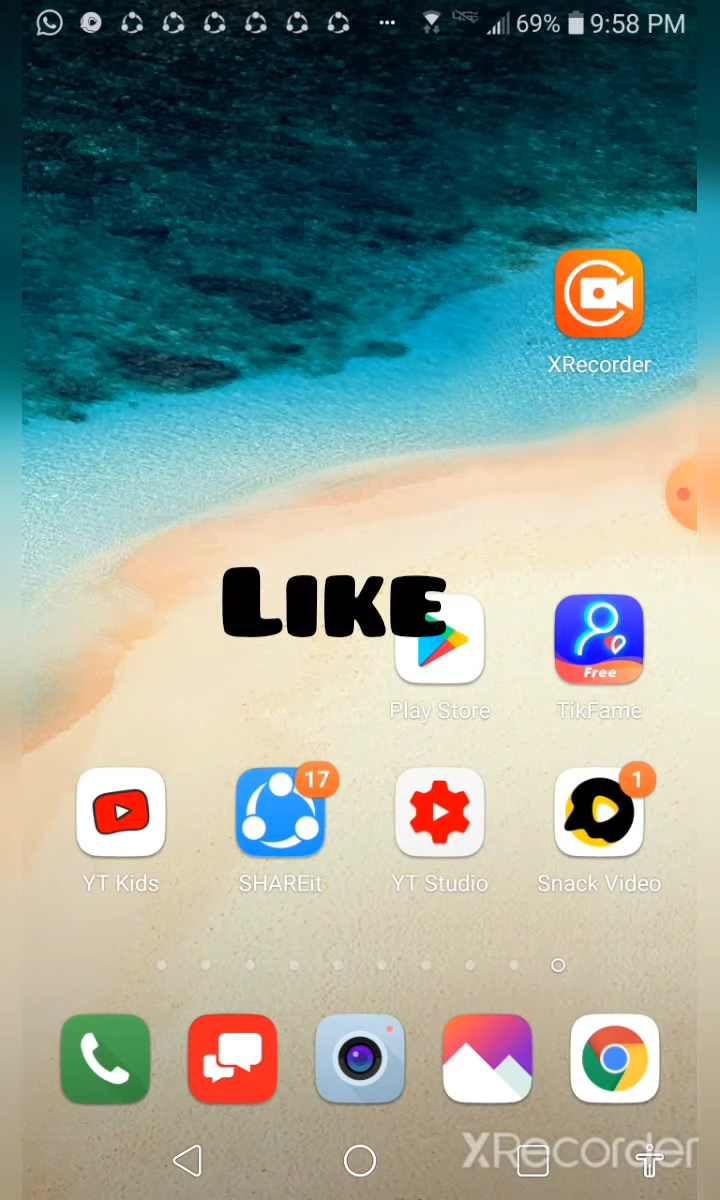 69% 9:58 PM
XRecorder
LIKE
Free
Play Store TikFame
17 1
YT Kids SHAREit YT Studio Snack Video
XRecorder